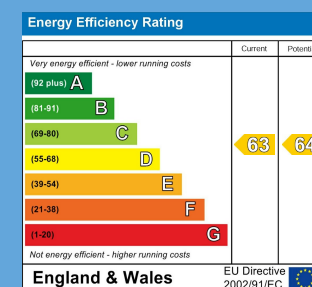 Energy Efficiency Rating
Current Potenti
Very energy efficient - lower running costs
(92 plus) A
(81-91) B
(69-80) C
(55-68) D
(39-54) E
(21-38) F
(1-20) G
63 64
Not energy efficient - higher running costs
England & Wales
EU Directive
2002/91/EC